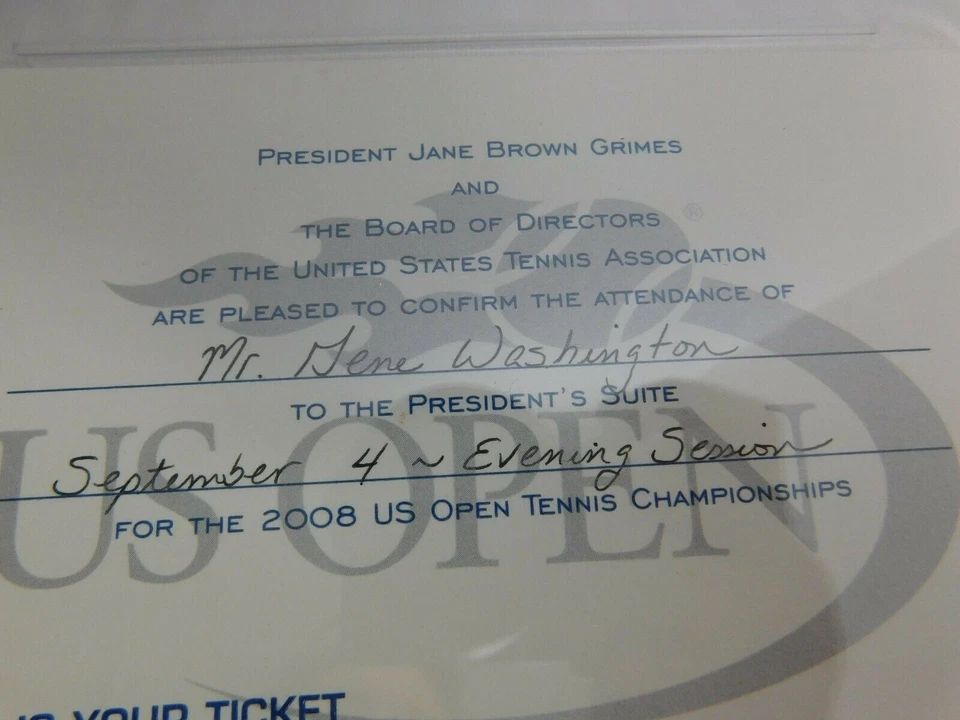 PRESIDENT JANE BROWN GRIMES
AND
THE BOARD OF DIRECTORS
®
OF THE UNITED STATES TENNIS ASSOCIATION
ARE PLEASED TO CONFIRM THE ATTENDANCE OF
Mr. Gene Washington
TO THE PRESIDENT'S SUITE
US OPEN
September 4 ~ Evening Session
FOR THE 2008 US OPEN TENNIS CHAMPIONSHIPS
YOUR TICKET